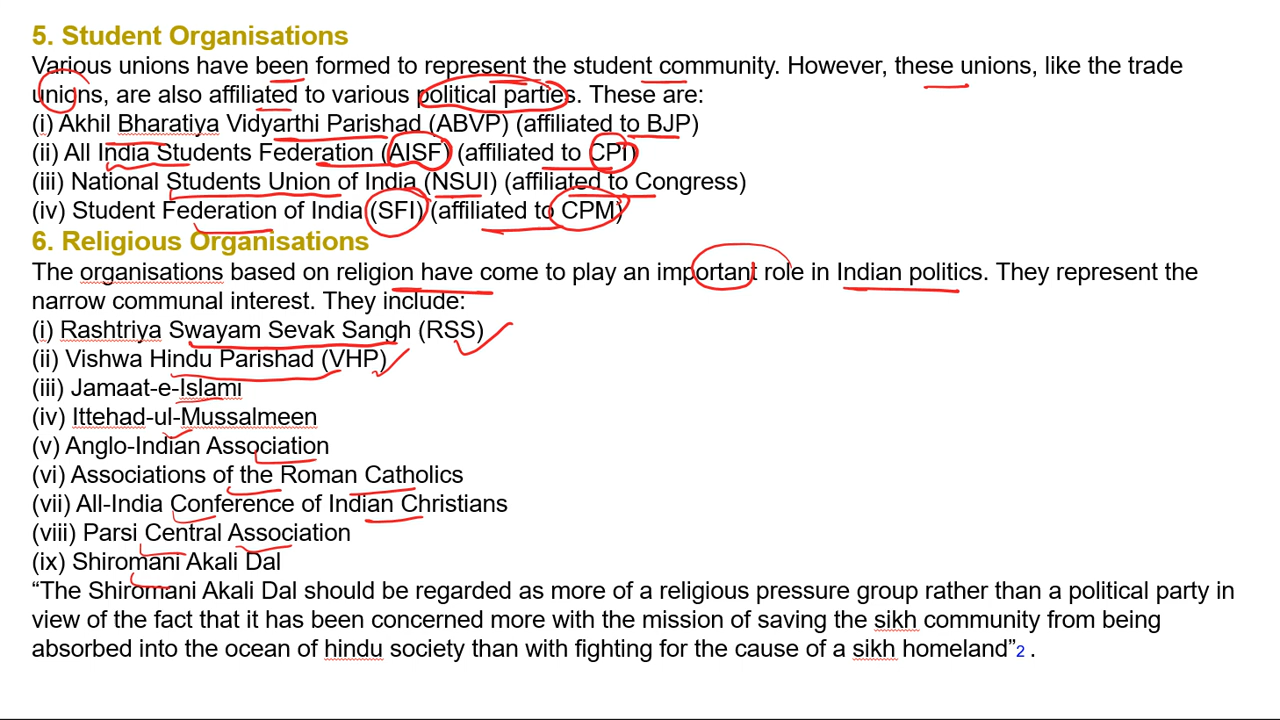 5. Student Organisations
Various unions have been formed to represent the student community. However, these unions, like the trade
unions, are also affiliated to various political parties. These are:
(i) Akhil Bharatiya Vidyarthi Parishad (ABVP) (affiliated to BJP)
(ii) All India Students Federation (AISF) (affiliated to CPI)
(iii) National Students Union of India (NSUI) (affiliated to Congress)
(iv) Student Federation of India (SFI) (affiliated to CPM)
6. Religious Organisations
The organisations based on religion have come to play an important role in Indian politics. They represent the
narrow communal interest. They include:
(i) Rashtriya Swayam Sevak Sangh (RSS)
(ii) Vishwa Hindu Parishad (VHP)
(iii) Jamaat-e-Islami
(iv) Ittehad-ul-Mussalmeen
(v) Anglo-Indian Association
(vi) Associations of the Roman Catholics
(vii) All-India Conference of Indian Christians
(viii) Parsi Central Association
(ix) Shiromani Akali Dal
“The Shiromani Akali Dal should be regarded as more of a religious pressure group rather than a political party in
view of the fact that it has been concerned more with the mission of saving the sikh community from being
absorbed into the ocean of hindu society than with fighting for the cause of a sikh homeland”2 .